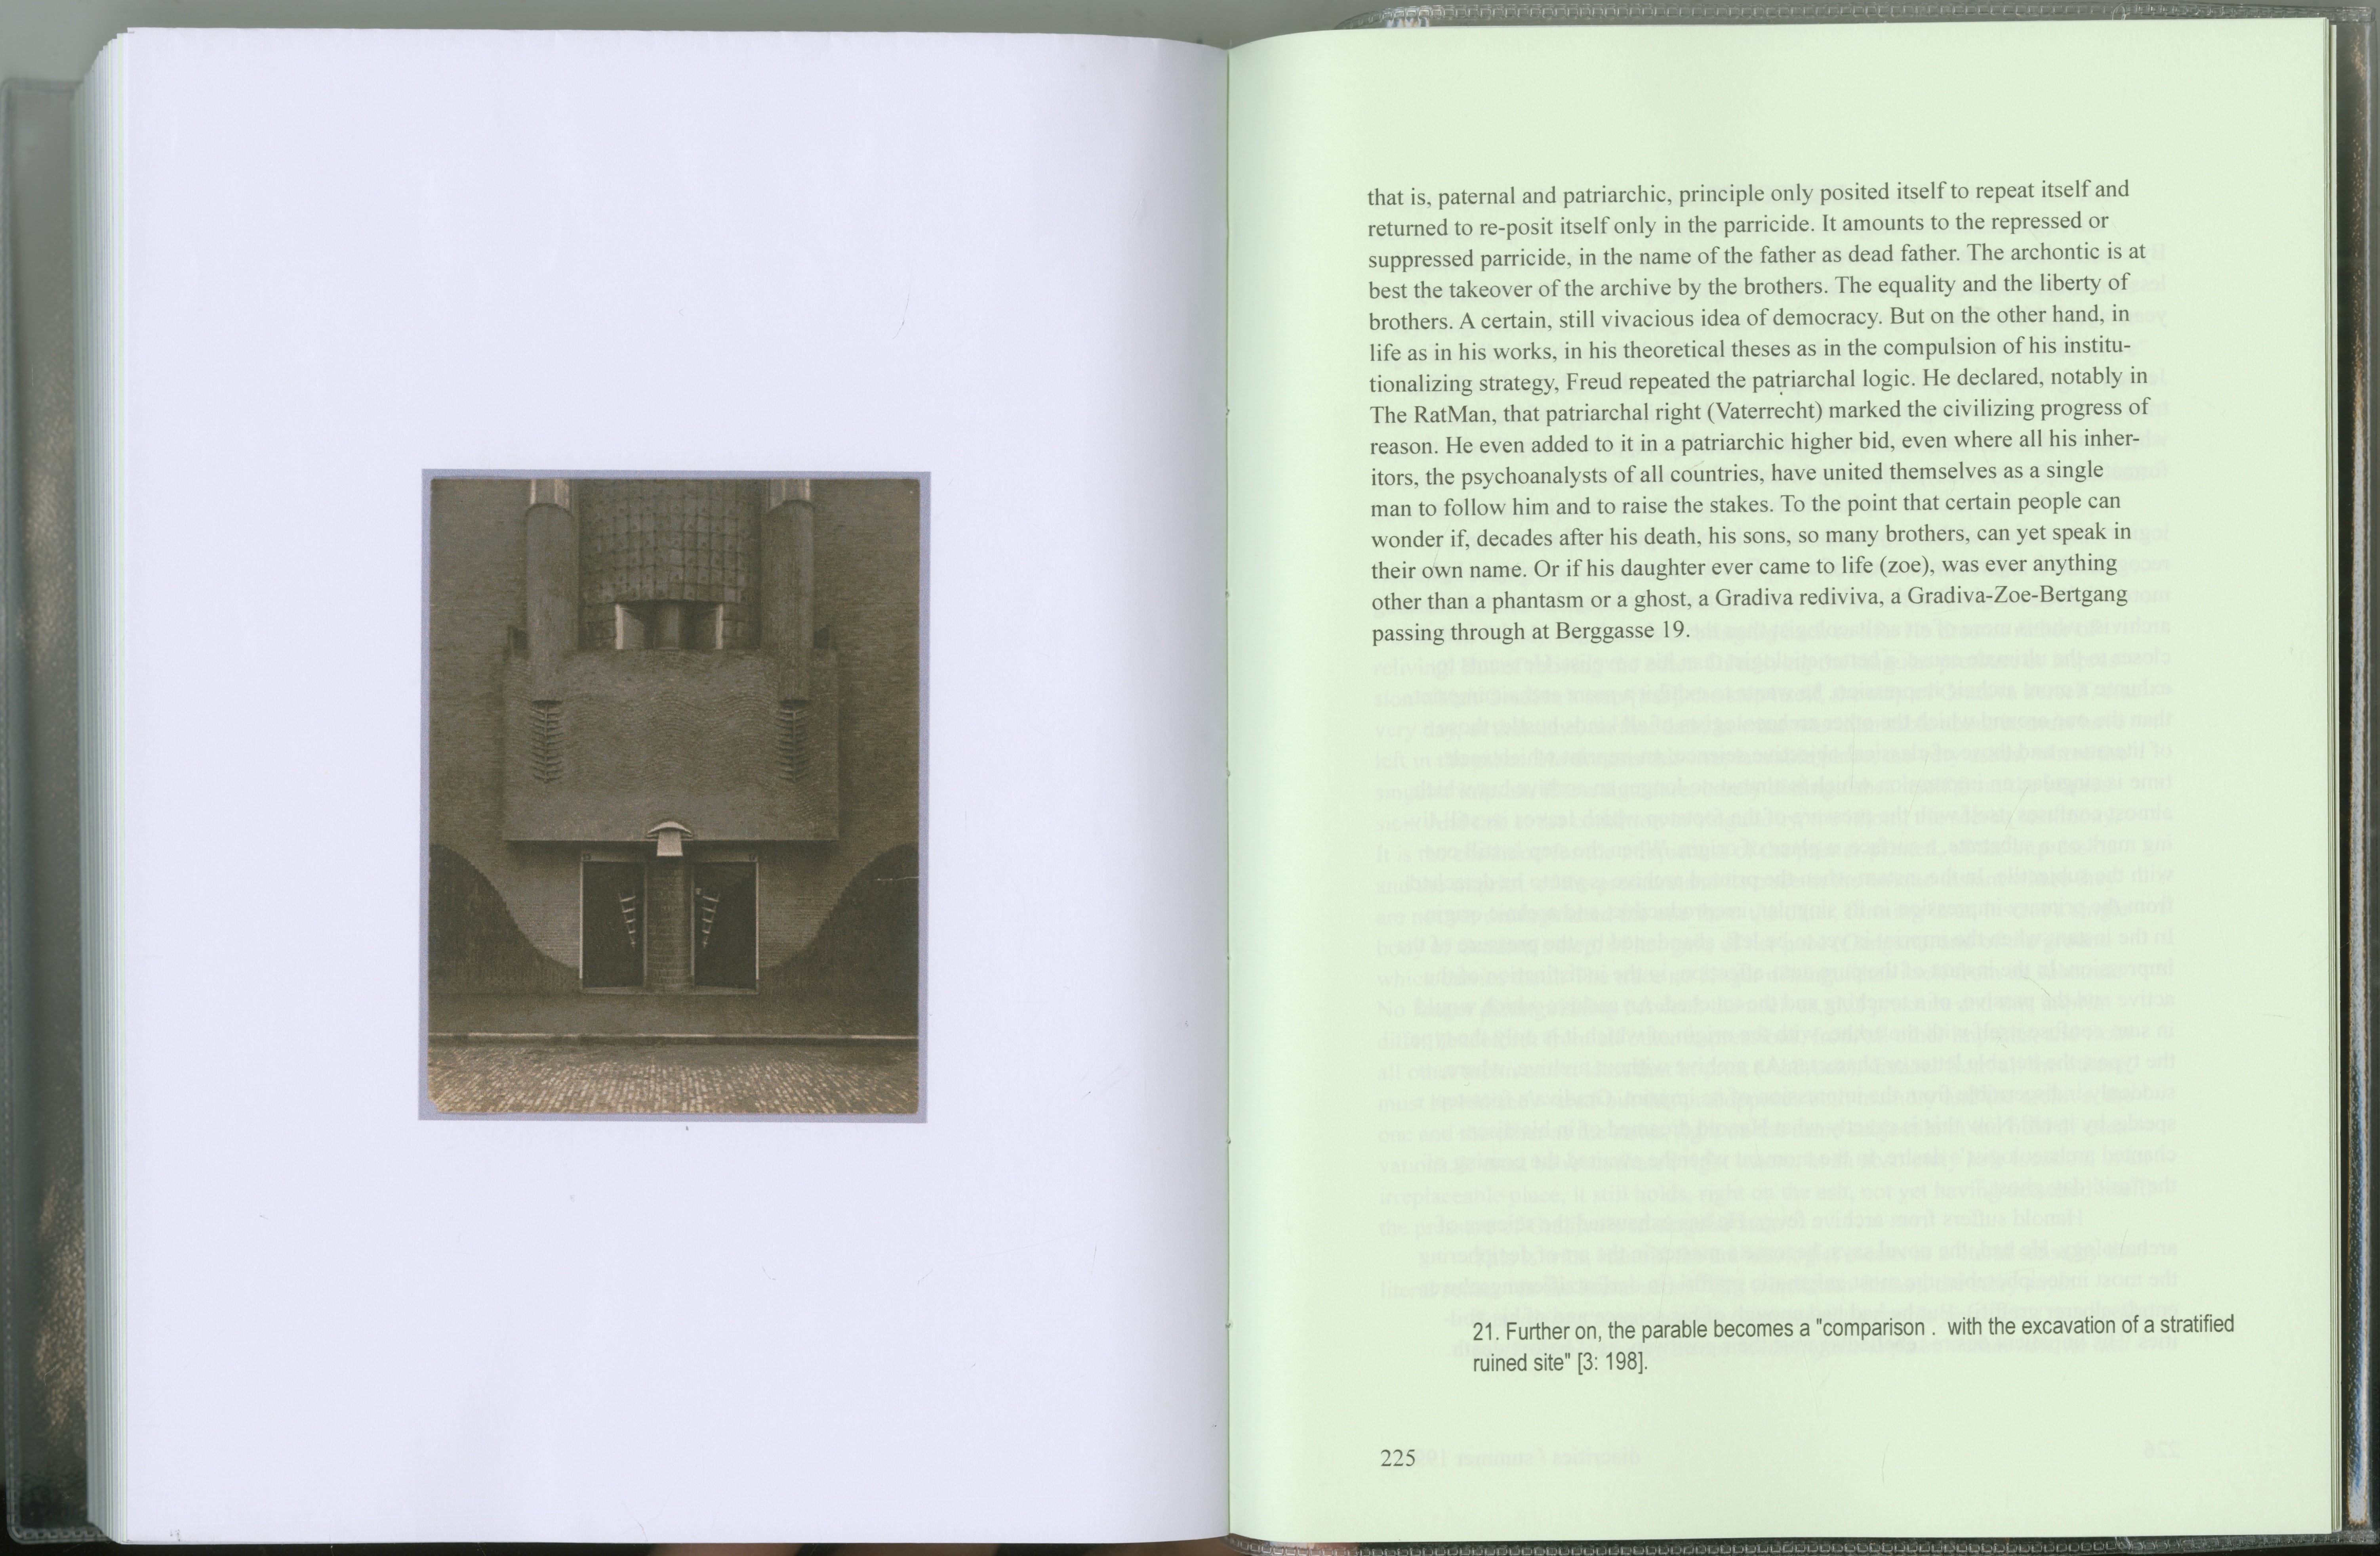 that is, paternal and patriarchic, principle only posited itself to repeat itself and
returned to re-posit itself only in the parricide. It amounts to the repressed or
suppressed parricide, in the name of the father as dead father. The archontic is at
best the takeover of the archive by the brothers. The equality and the liberty of
brothers. A certain, still vivacious idea of democracy. But on the other hand, in
life as in his works, in his theoretical theses as in the compulsion of his institu-
tionalizing strategy, Freud repeated the patriarchal logic. He declared, notably in
The RatMan, that patriarchal right (Vaterrecht) marked the civilizing progress of
reason. He even added to it in a patriarchic higher bid, even where all his inher-
itors, the psychoanalysts of all countries, have united themselves as a single
man to follow him and to raise the stakes. To the point that certain people can
wonder if, decades after his death, his sons, so many brothers, can yet speak in
their own name. Or if his daughter ever came to life (zoe), was ever anything
other than a phantasm or a ghost, a Gradiva rediviva, a Gradiva-Zoe-Bertgang
passing through at Berggasse 19.
21. Further on, the parable becomes a "comparison .  with the excavation of a stratified
ruined site" [3: 198].
225